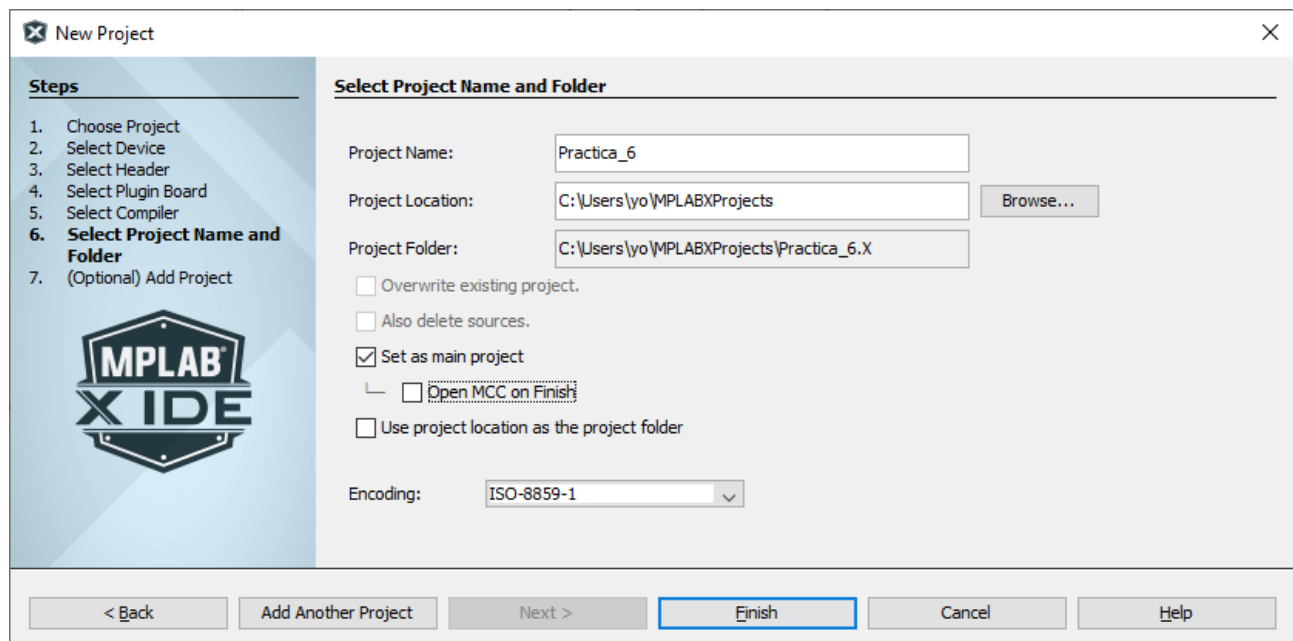 New Project
Steps
1. Choose Project
2. Select Device
3. Select Header
4. Select Plugin Board
5. Select Compiler
6. Select Project Name and
Folder
7. (Optional) Add Project
MPLAB®
X IDE
Select Project Name and Folder
Project Name: Practica_6
Project Location: C:\Users\yo\MPLABXProjects Browse...
Project Folder: C:\Users\yo\MPLABXProjects\Practica_6.X
Overwrite existing project.
Also delete sources.
Set as main project
Open MCC on Finish
Use project location as the project folder
Encoding: ISO-8859-1
< Back Add Another Project Next > Finish Cancel Help